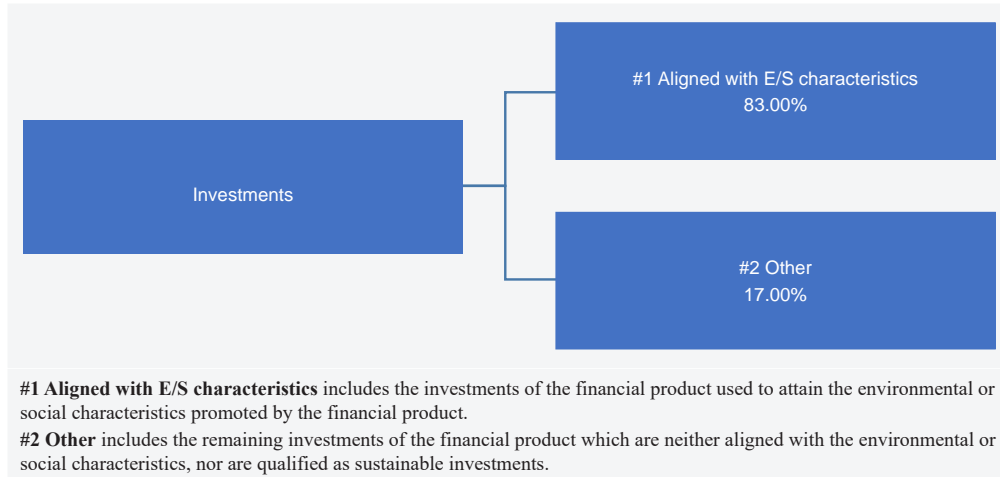 #1 Aligned with E/S characteristics
83.00%
Investments
#2 Other
17.00%
#1 Aligned with E/S characteristics includes the investments of the financial product used to attain the environmental or
social characteristics promoted by the financial product.
#2 Other includes the remaining investments of the financial product which are neither aligned with the environmental or
social characteristics, nor are qualified as sustainable investments.